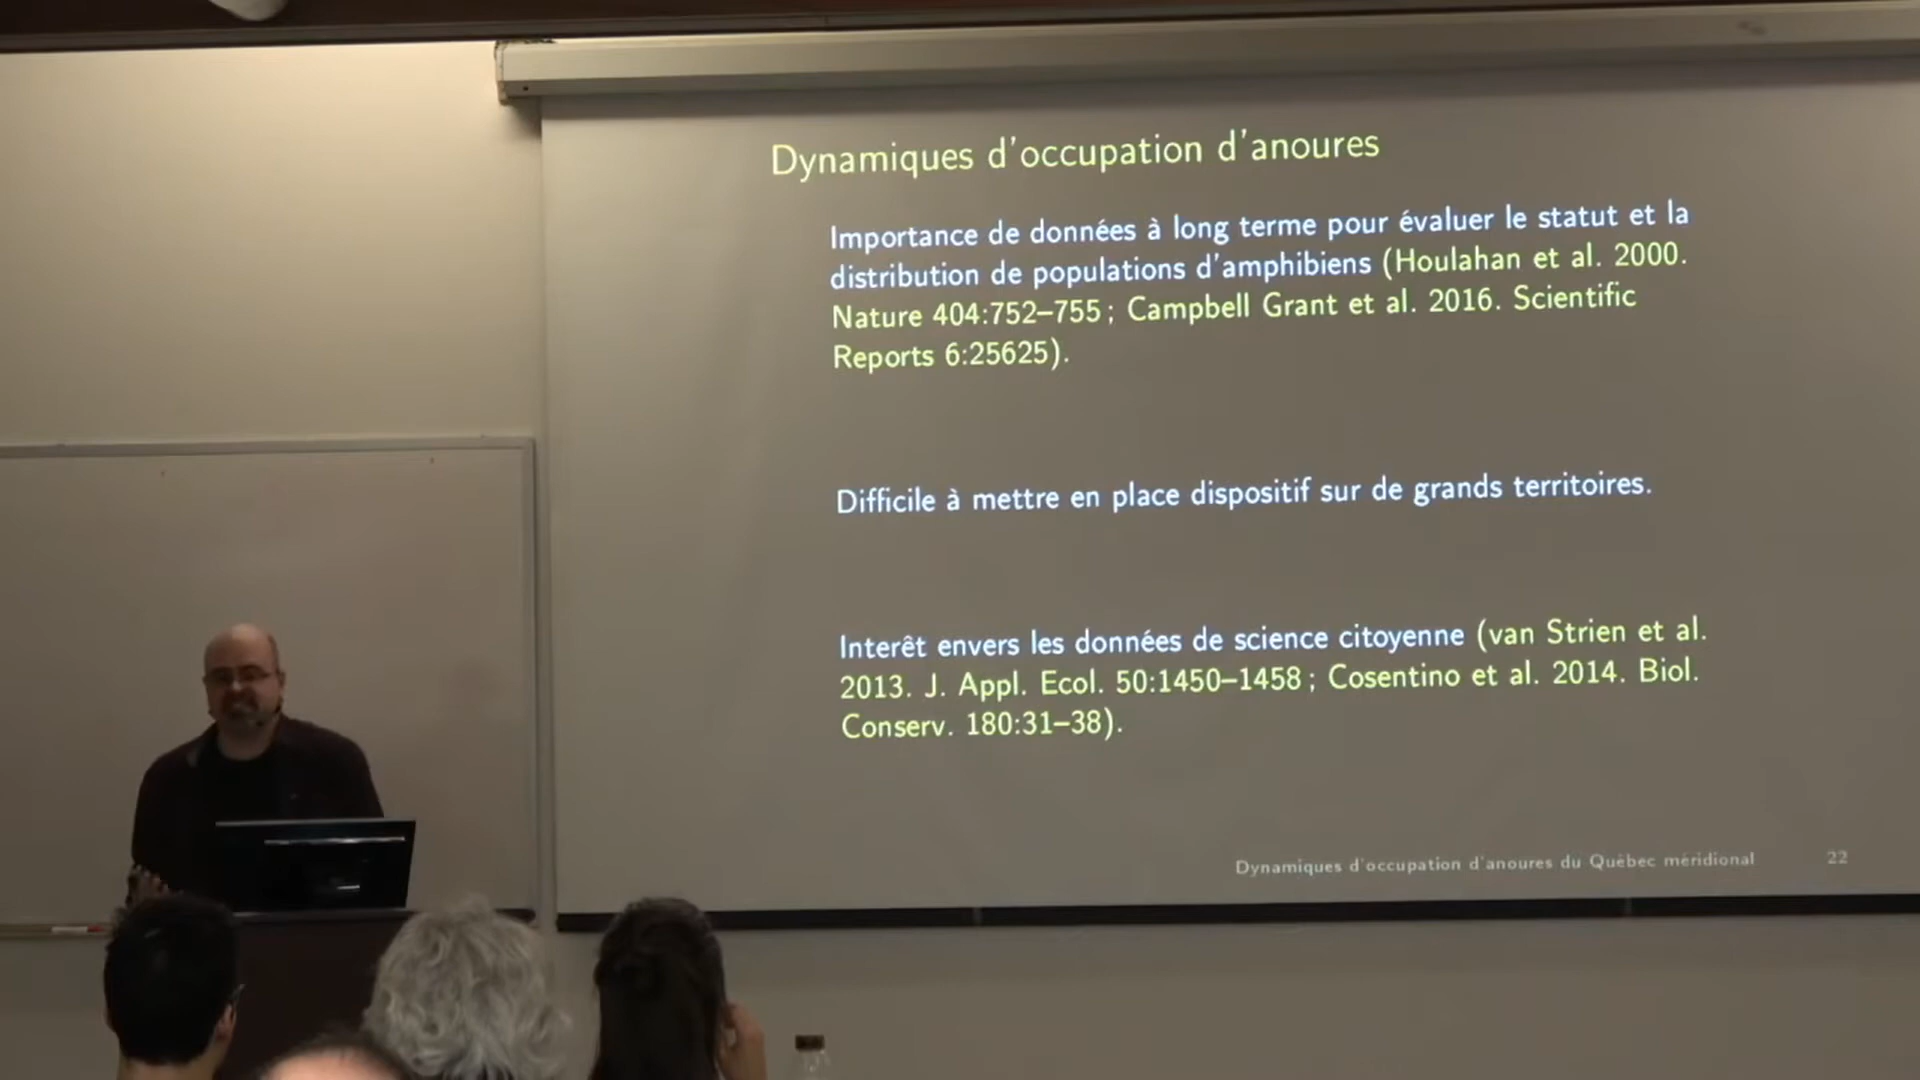 Dynamiques d'occupation d'anoures
Importance de données à long terme pour évaluer le statut et la
distribution de populations d'amphibiens (Houlahan et al. 2000.
Nature 404:752–755 ; Campbell Grant et al. 2016. Scientific
Reports 6:25625).
Difficile à mettre en place dispositif sur de grands territoires.
Interêt envers les données de science citoyenne (van Strien et al.
2013. J. Appl. Ecol. 50:1450–1458 ; Cosentino et al. 2014. Biol.
Conserv. 180:31–38).
Dynamiques d'occupation d'anoures du Québec méridional 22